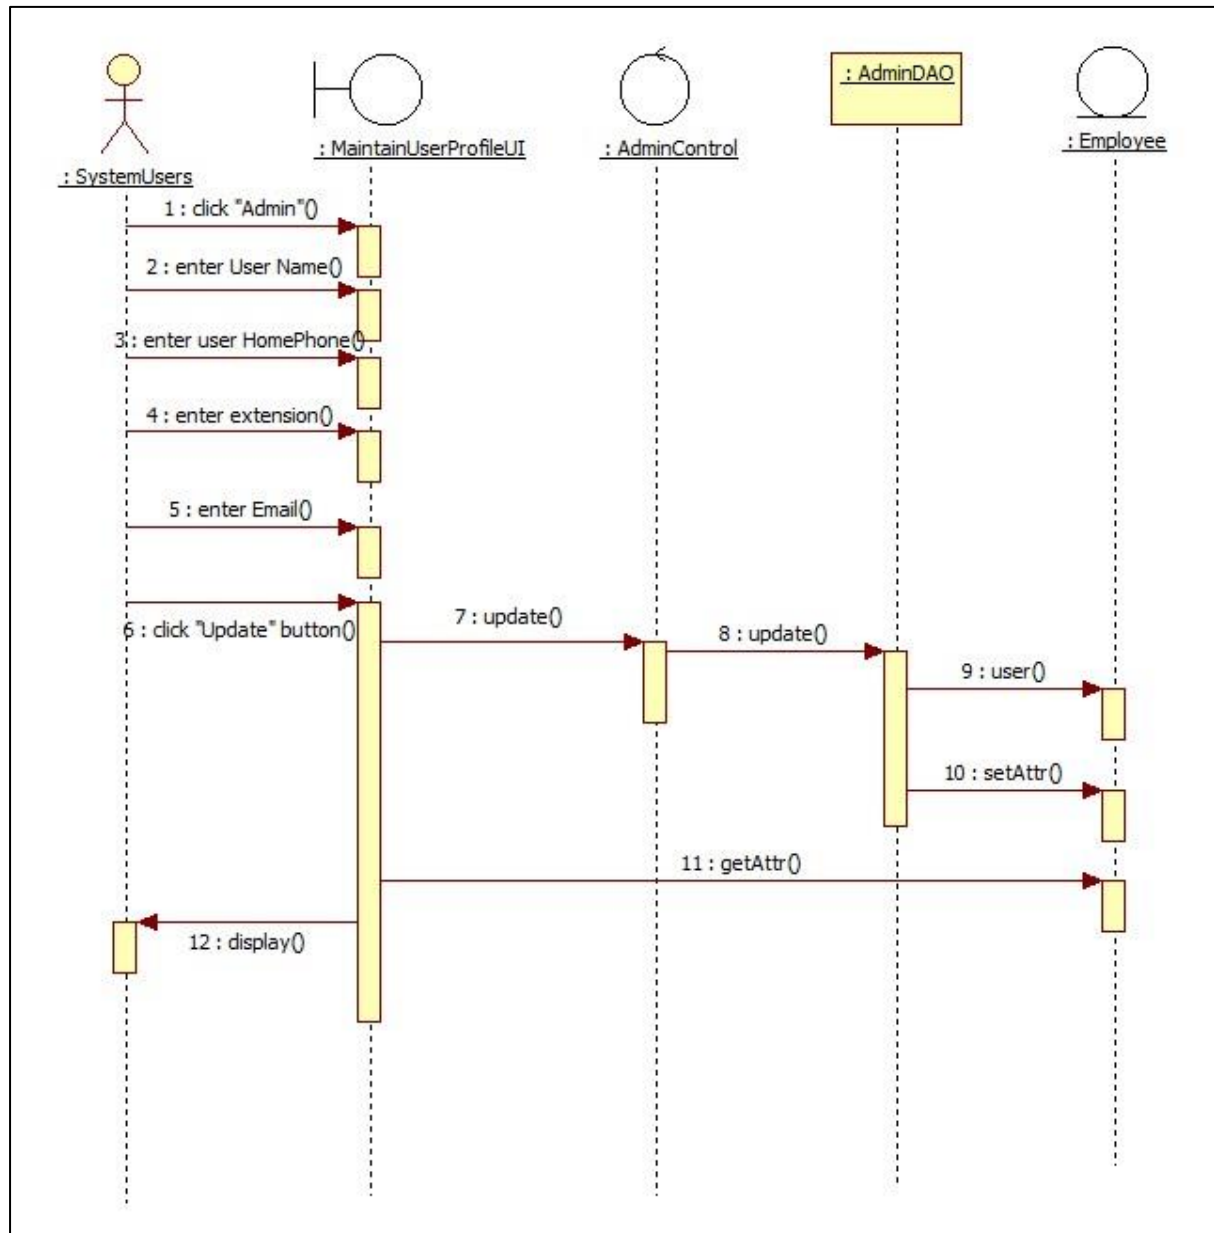 : AdminDAO
: MaintainUserProfileUI
: AdminControl
: Employee
: SystemUsers
1 : click "Admin"()
2 : enter User Name()
3 : enter user HomePhone()
4 : enter extension()
5 : enter Email()
6 : click "Update" button()
7 : update()
8 : update()
9 : user()
10 : setAttr()
11 : getAttr()
12 : display()